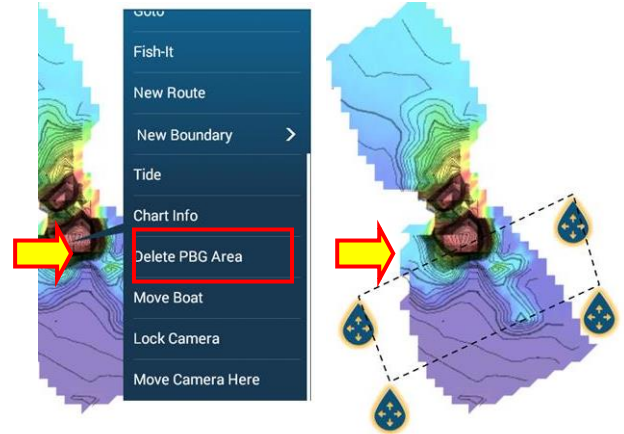 Goto
Fish-It
New Route
New Boundary >
Tide
Chart Info
Delete PBG Area
Move Boat
Lock Camera
Move Camera Here